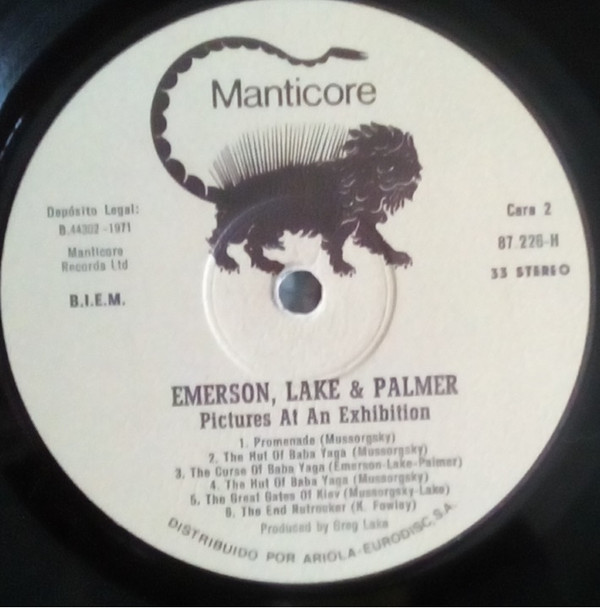 Manticore
Depósito Legal:
B.44302-1971
Manticore
Records Ltd
B.I.E.M.
Cara 2
87.226-H
33 STEREO
EMERSON, LAKE & PALMER
Pictures At An Exhibition
1. Promenade (Mussorgsky)
2. The Hut Of Baba Yaga (Mussorgsky)
3. The Curse Of Baba Yaga (Emerson-Lake-Palmer)
4. The Hut Of Baba Yaga (Mussorgsky)
5. The Great Gates Of Kiev (Mussorgsky-Lake)
6. The End Nutrocker (K. Fowley)
Produced by Greg Lake
DISTRIBUIDO POR ARIOLA-EURODISC, S.A.